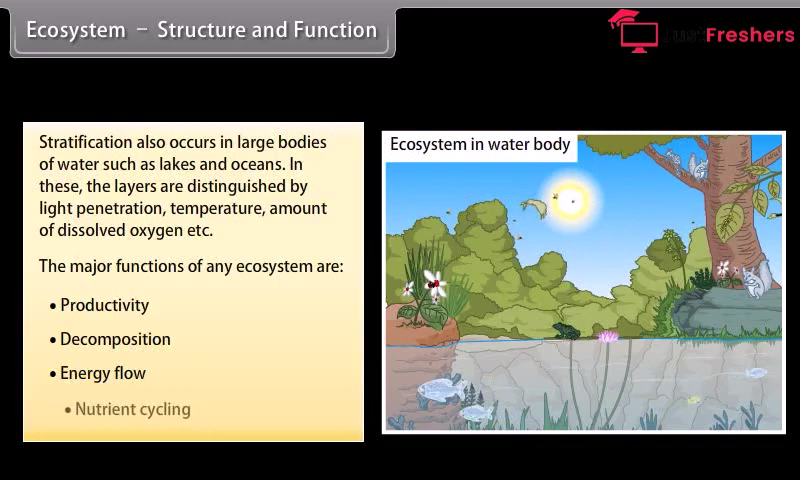 Ecosystem – Structure and Function
Just Freshers
Stratification also occurs in large bodies
of water such as lakes and oceans. In
these, the layers are distinguished by
light penetration, temperature, amount
of dissolved oxygen etc.
The major functions of any ecosystem are:
• Productivity
• Decomposition
• Energy flow
• Nutrient cycling
Ecosystem in water body